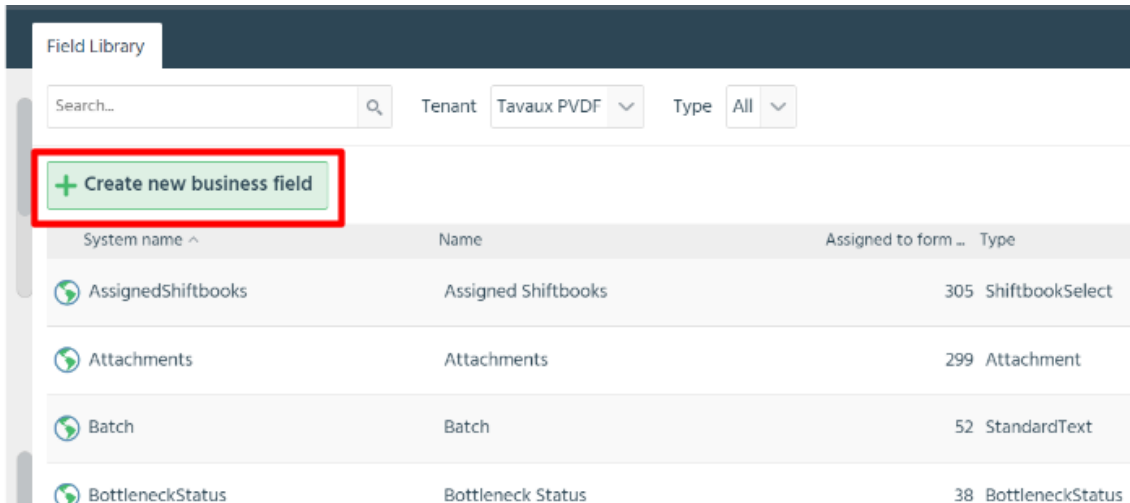 Field Library
Search... Tenant Tavaux PVDF Type All
Create new business field
System name Name Assigned to form ... Type
AssignedShiftbooks Assigned Shiftbooks 305 ShiftbookSelect
Attachments Attachments 299 Attachment
Batch Batch 52 StandardText
BottleneckStatus Bottleneck Status 38 BottleneckStatus